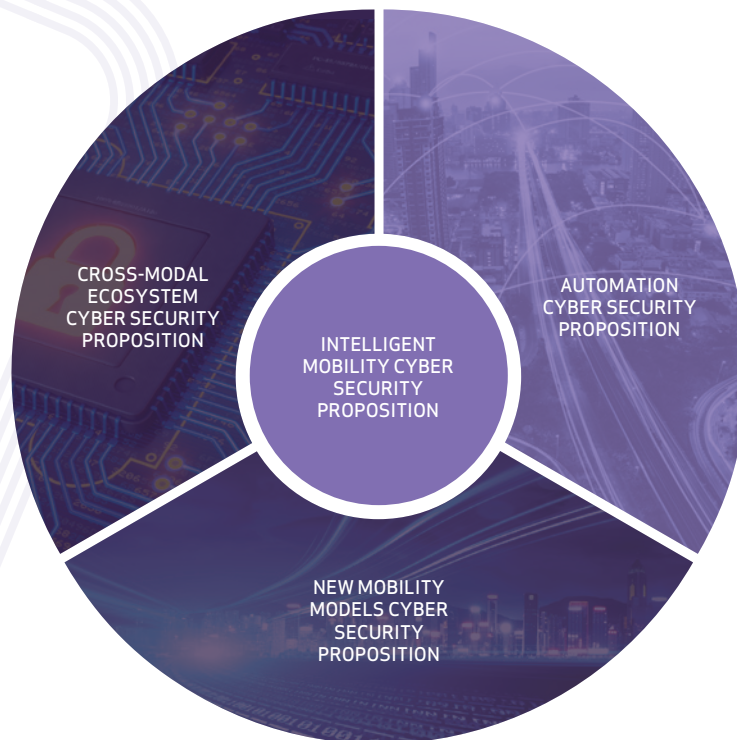 CROSS-MODAL
ECOSYSTEM
CYBER SECURITY
PROPOSITION
AUTOMATION
CYBER SECURITY
PROPOSITION
INTELLIGENT
MOBILITY CYBER
SECURITY
PROPOSITION
NEW MOBILITY
MODELS CYBER
SECURITY
PROPOSITION